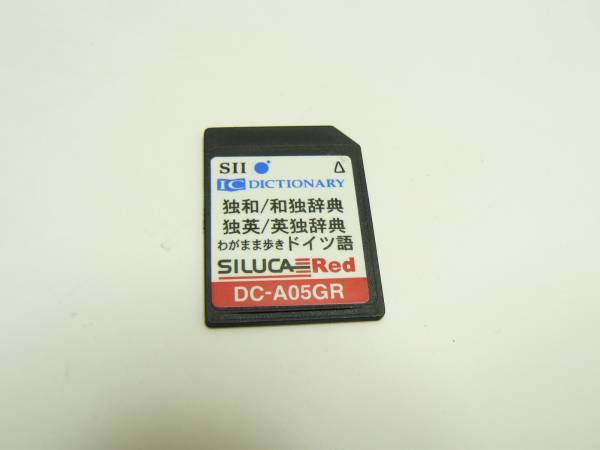 SII
IC DICTIONARY
独和/和独辞典
独英/英独辞典
わがまま歩きドイツ語
SILUCA Red
DC-A05GR